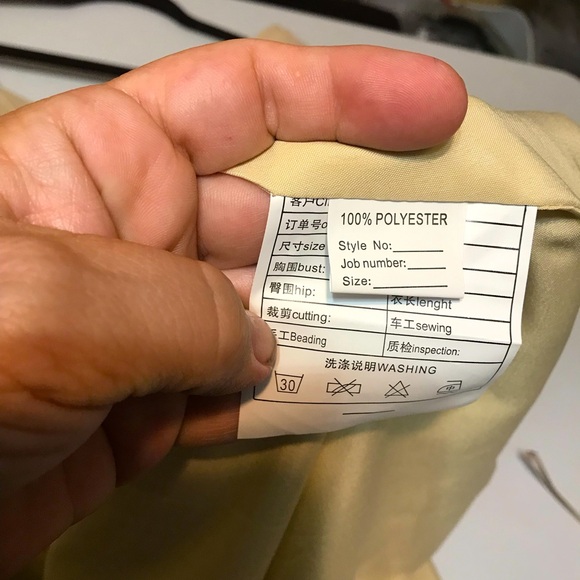 100% POLYESTER
Style No:
Job number:
Size:
客户
订单号
尺寸size
胸围bust:
臀围hip:
衣长lenght
裁剪cutting:
车工sewing
工Beading
质检inspection:
洗涤说明WASHING
30